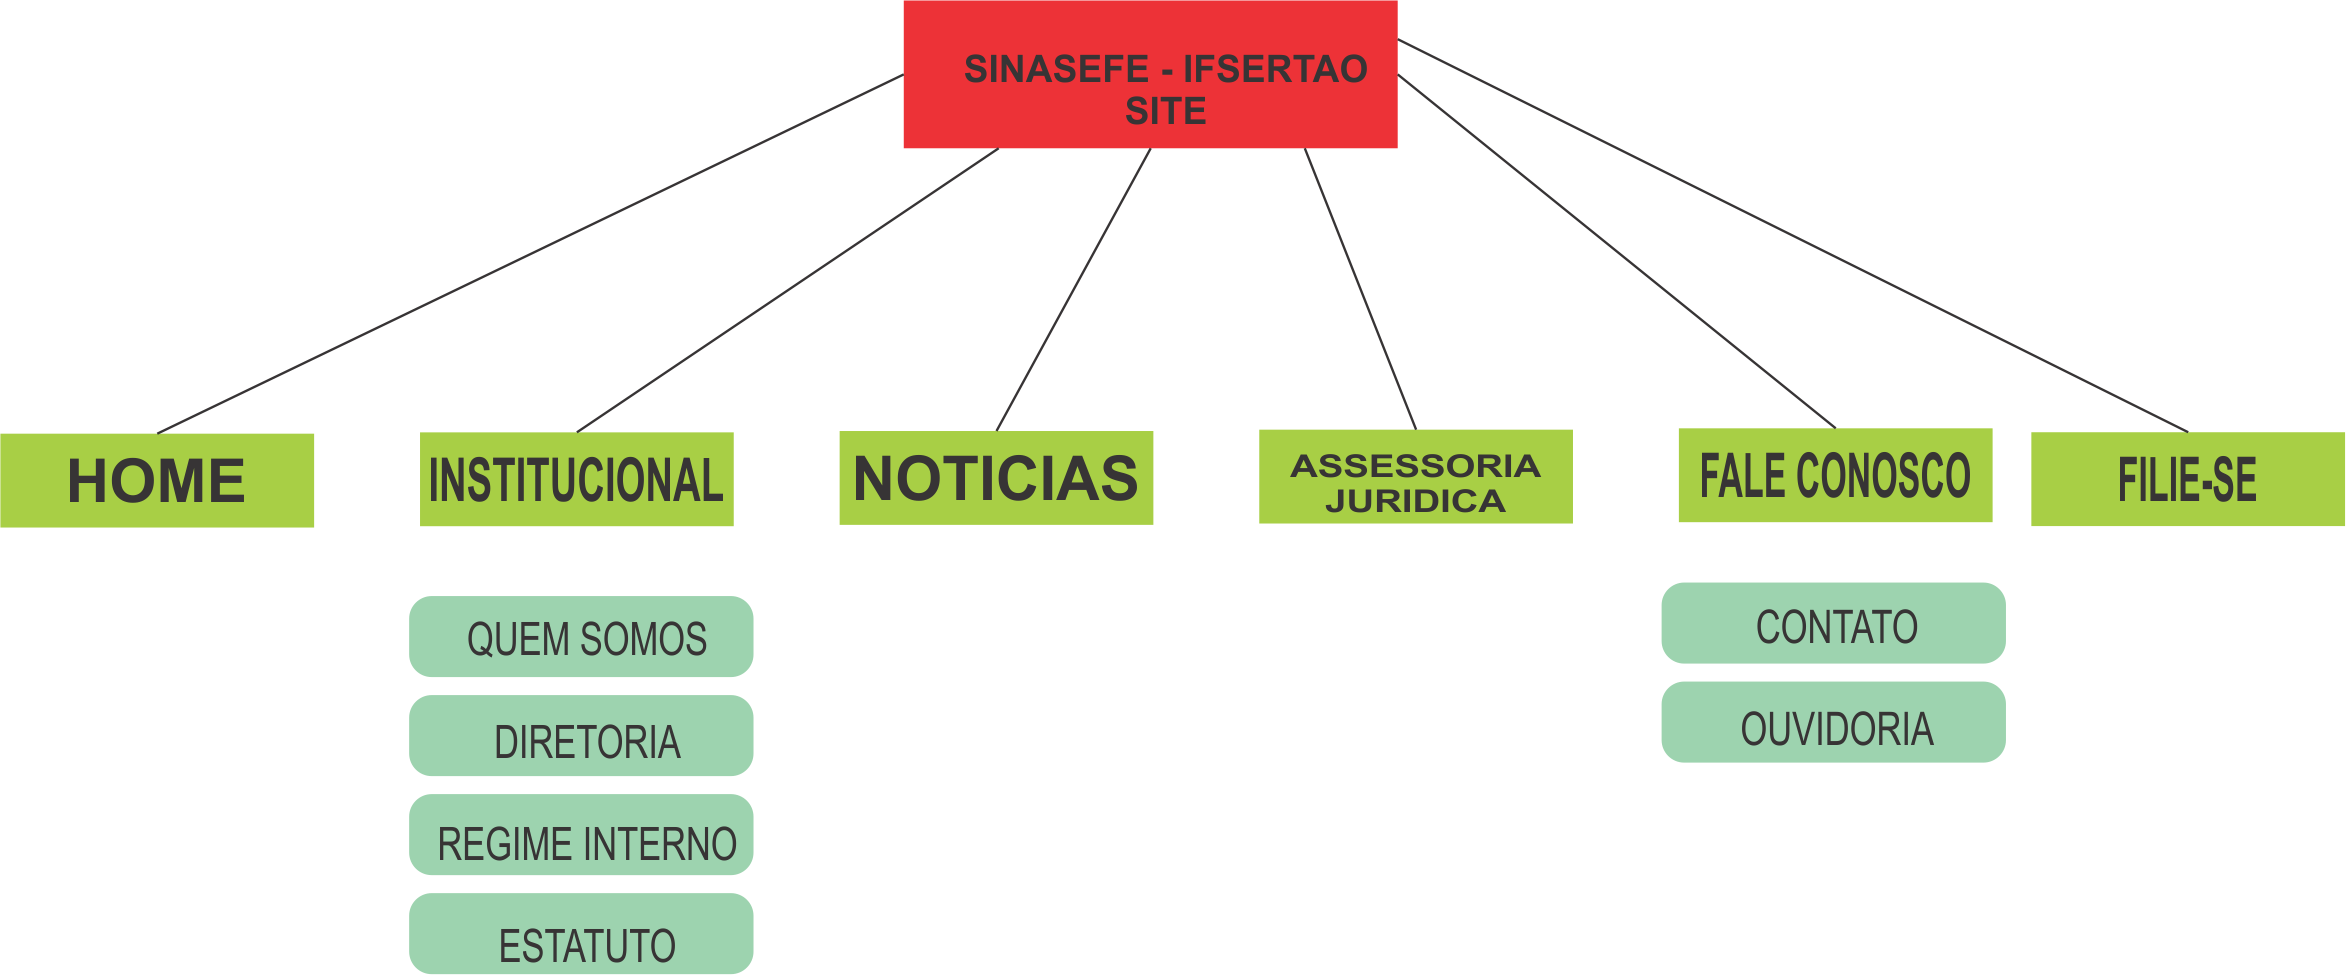 SINASEFE - IFSERTAO
SITE
HOME
INSTITUCIONAL
NOTICIAS
ASSESSORIA
JURIDICA
FALE CONOSCO
FILIE-SE
QUEM SOMOS
DIRETORIA
REGIME INTERNO
ESTATUTO
CONTATO
OUVIDORIA